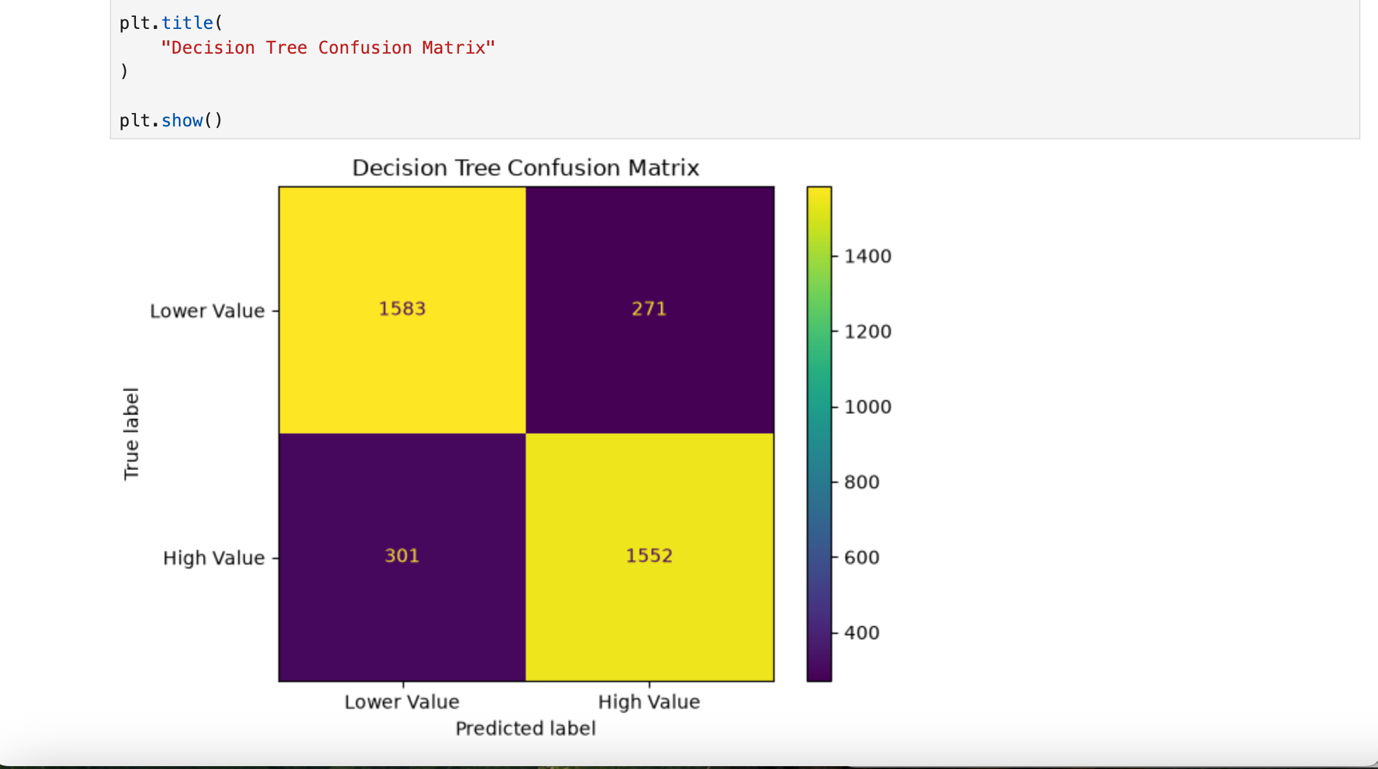 plt.title(
    "Decision Tree Confusion Matrix"
)
plt.show()
Decision Tree Confusion Matrix
1583
271
301
1552
Lower Value
High Value
True label
Lower Value
High Value
Predicted label
1400
1200
1000
800
600
400